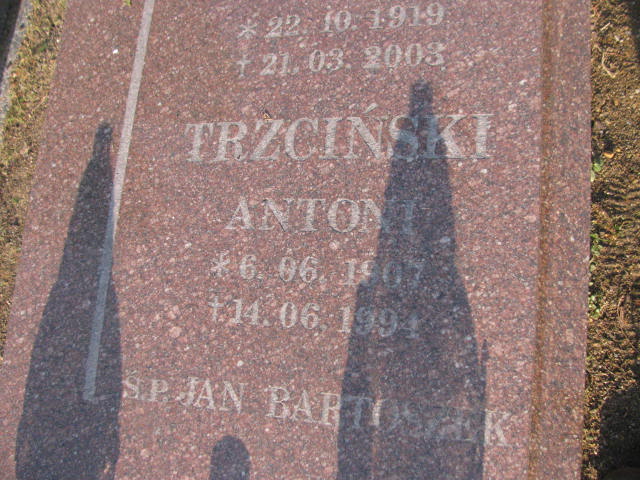 * 22. 10. 1919
† 21. 03. 2003
TRZCIŃSKI
ANTONI
* 6. 06. 1907
† 14. 06. 1994
Ś.P. JAN BARTOSZEK